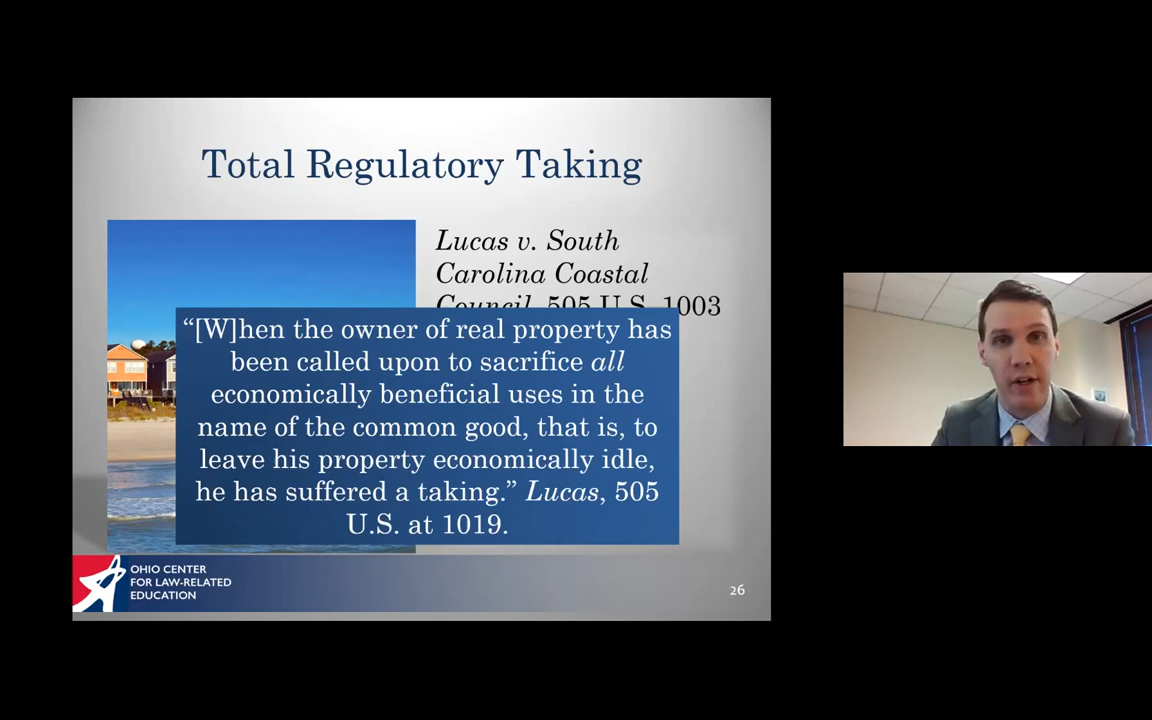 Total Regulatory Taking
Lucas v. South
Carolina Coastal
Council, 505 U.S. 1003
“[W]hen the owner of real property has
been called upon to sacrifice all
economically beneficial uses in the
name of the common good, that is, to
leave his property economically idle,
he has suffered a taking.” Lucas, 505
U.S. at 1019.
OHIO CENTER
FOR LAW-RELATED
EDUCATION
26